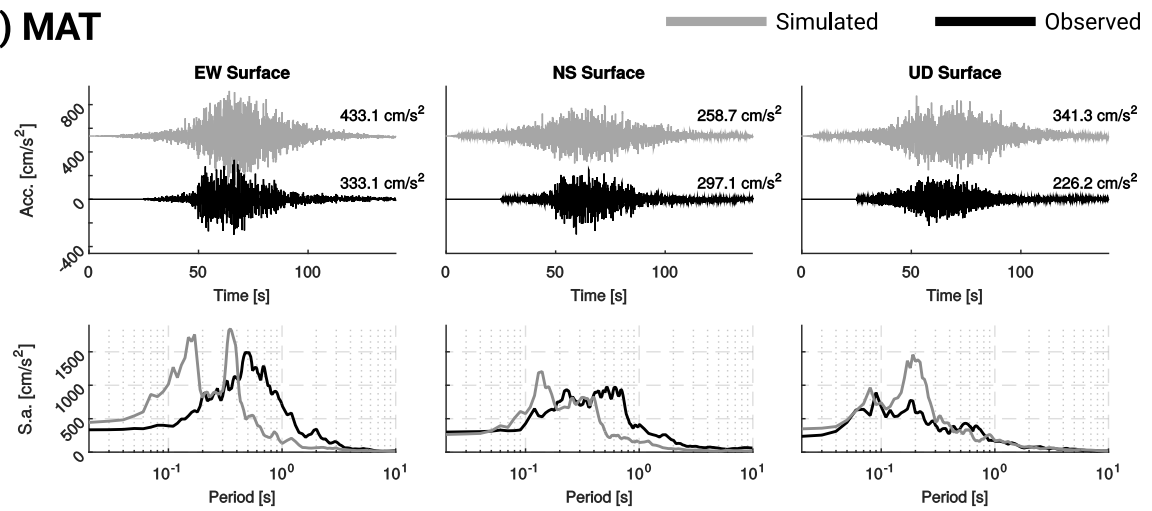 ) MAT
Simulated
Observed
EW Surface
NS Surface
UD Surface
Acc. [cm/s²]
800
400
0
-400
433.1 cm/s²
333.1 cm/s²
258.7 cm/s²
297.1 cm/s²
341.3 cm/s²
226.2 cm/s²
0 50 100
0 50 100
0 50 100
Time [s]
Time [s]
Time [s]
S.a. [cm/s²]
1500
1000
500
0
10⁻¹ 10⁰ 10¹
10⁻¹ 10⁰ 10¹
10⁻¹ 10⁰ 10¹
Period [s]
Period [s]
Period [s]